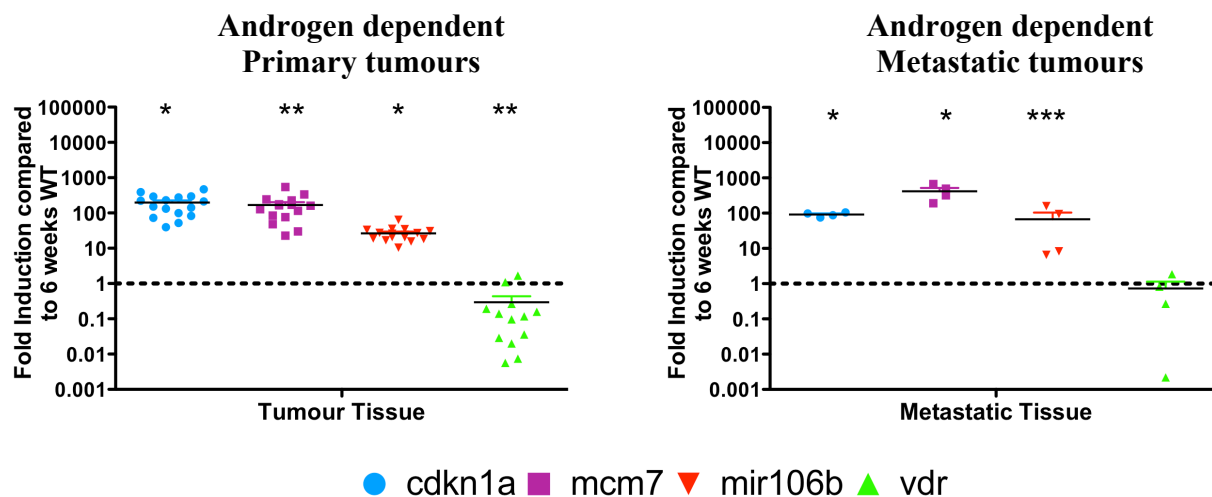 Androgen dependent
Primary tumours
Fold Induction compared
to 6 weeks WT
100000
10000
1000
100
10
1
0.1
0.01
0.001
*
**
*
**
Tumour Tissue
Androgen dependent
Metastatic tumours
Fold Induction compared
to 6 weeks WT
100000
10000
1000
100
10
1
0.1
0.01
0.001
*
*
***
Metastatic Tissue
cdkn1a mcm7 mir106b vdr